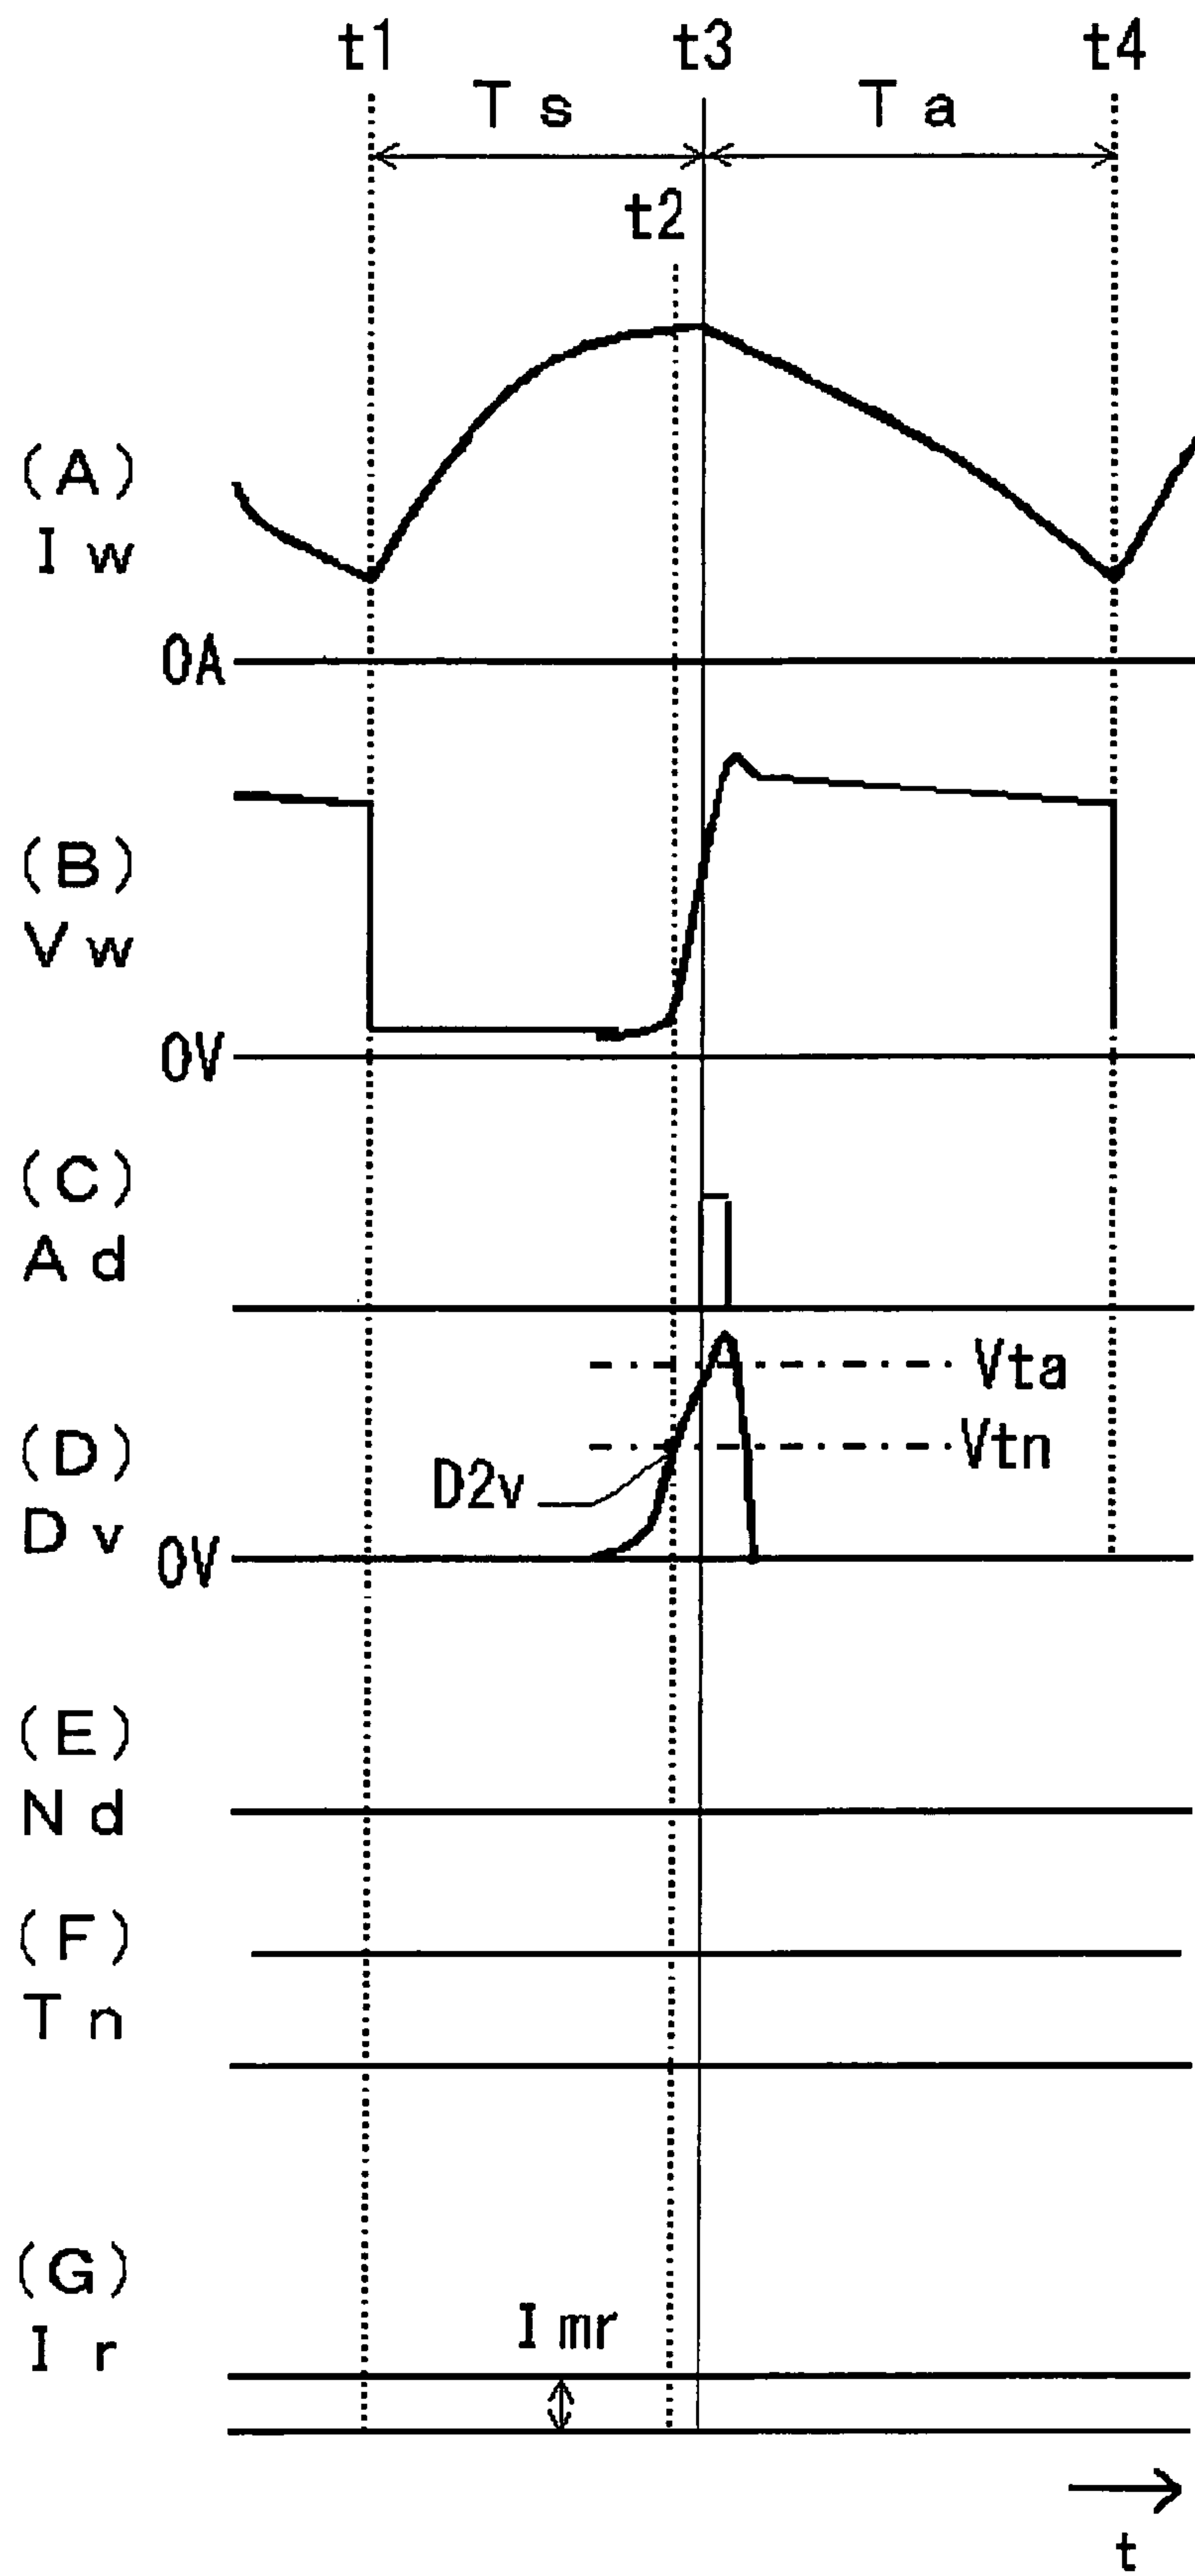 t1 t3 t4
Ts Ta
t2
(A)
Iw
0A
(B)
Vw
0V
(C)
Ad
Vta
(D)
Vtn
D2v
Dv
0V
(E)
Nd
(F)
Tn
(G)
Imr
Ir
t